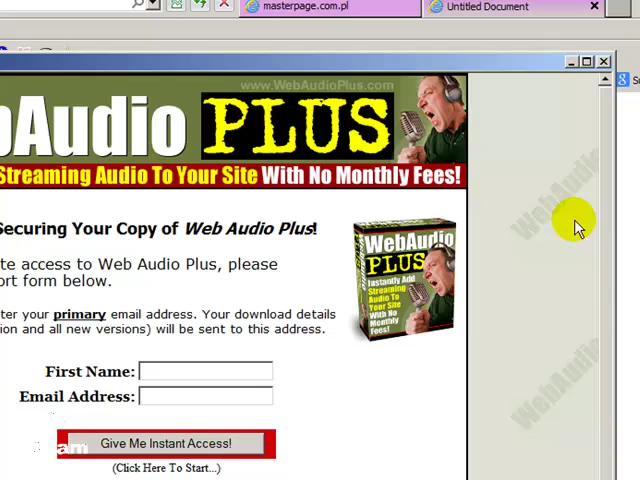 masterpage.com.pl
Untitled Document
www.WebAudioPlus.com
bAudio PLUS
Streaming Audio To Your Site With No Monthly Fees!
Securing Your Copy of Web Audio Plus!
te access to Web Audio Plus, please
ort form below.
ter your primary email address. Your download details
ion and all new versions) will be sent to this address.
WebAudio
PLUS
Instantly Add
Streaming
Audio To
Your Site
With No
Monthly
Fees!
First Name:
Email Address:
Give Me Instant Access!
(Click Here To Start...)
WebAudio
WebAudio